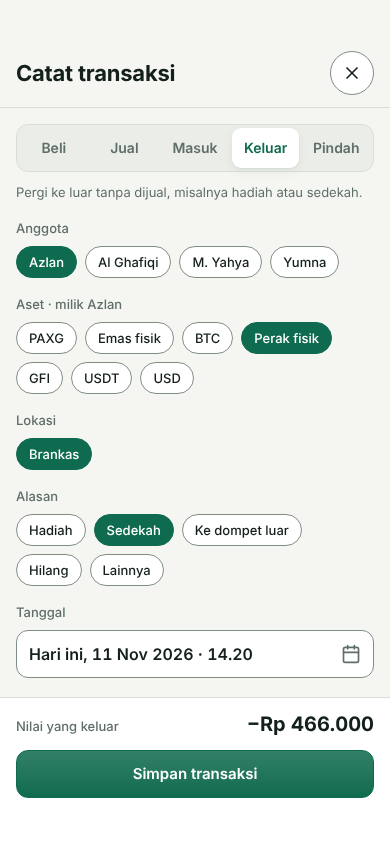 Catat transaksi
Beli Jual Masuk Keluar Pindah
Pergi ke luar tanpa dijual, misalnya hadiah atau sedekah.
Anggota
Azlan Al Ghafiqi M. Yahya Yumna
Aset · milik Azlan
PAXG Emas fisik BTC Perak fisik
GFI USDT USD
Lokasi
Brankas
Alasan
Hadiah Sedekah Ke dompet luar
Hilang Lainnya
Tanggal
Hari ini, 11 Nov 2026 · 14.20
Nilai yang keluar −Rp 466.000
Simpan transaksi